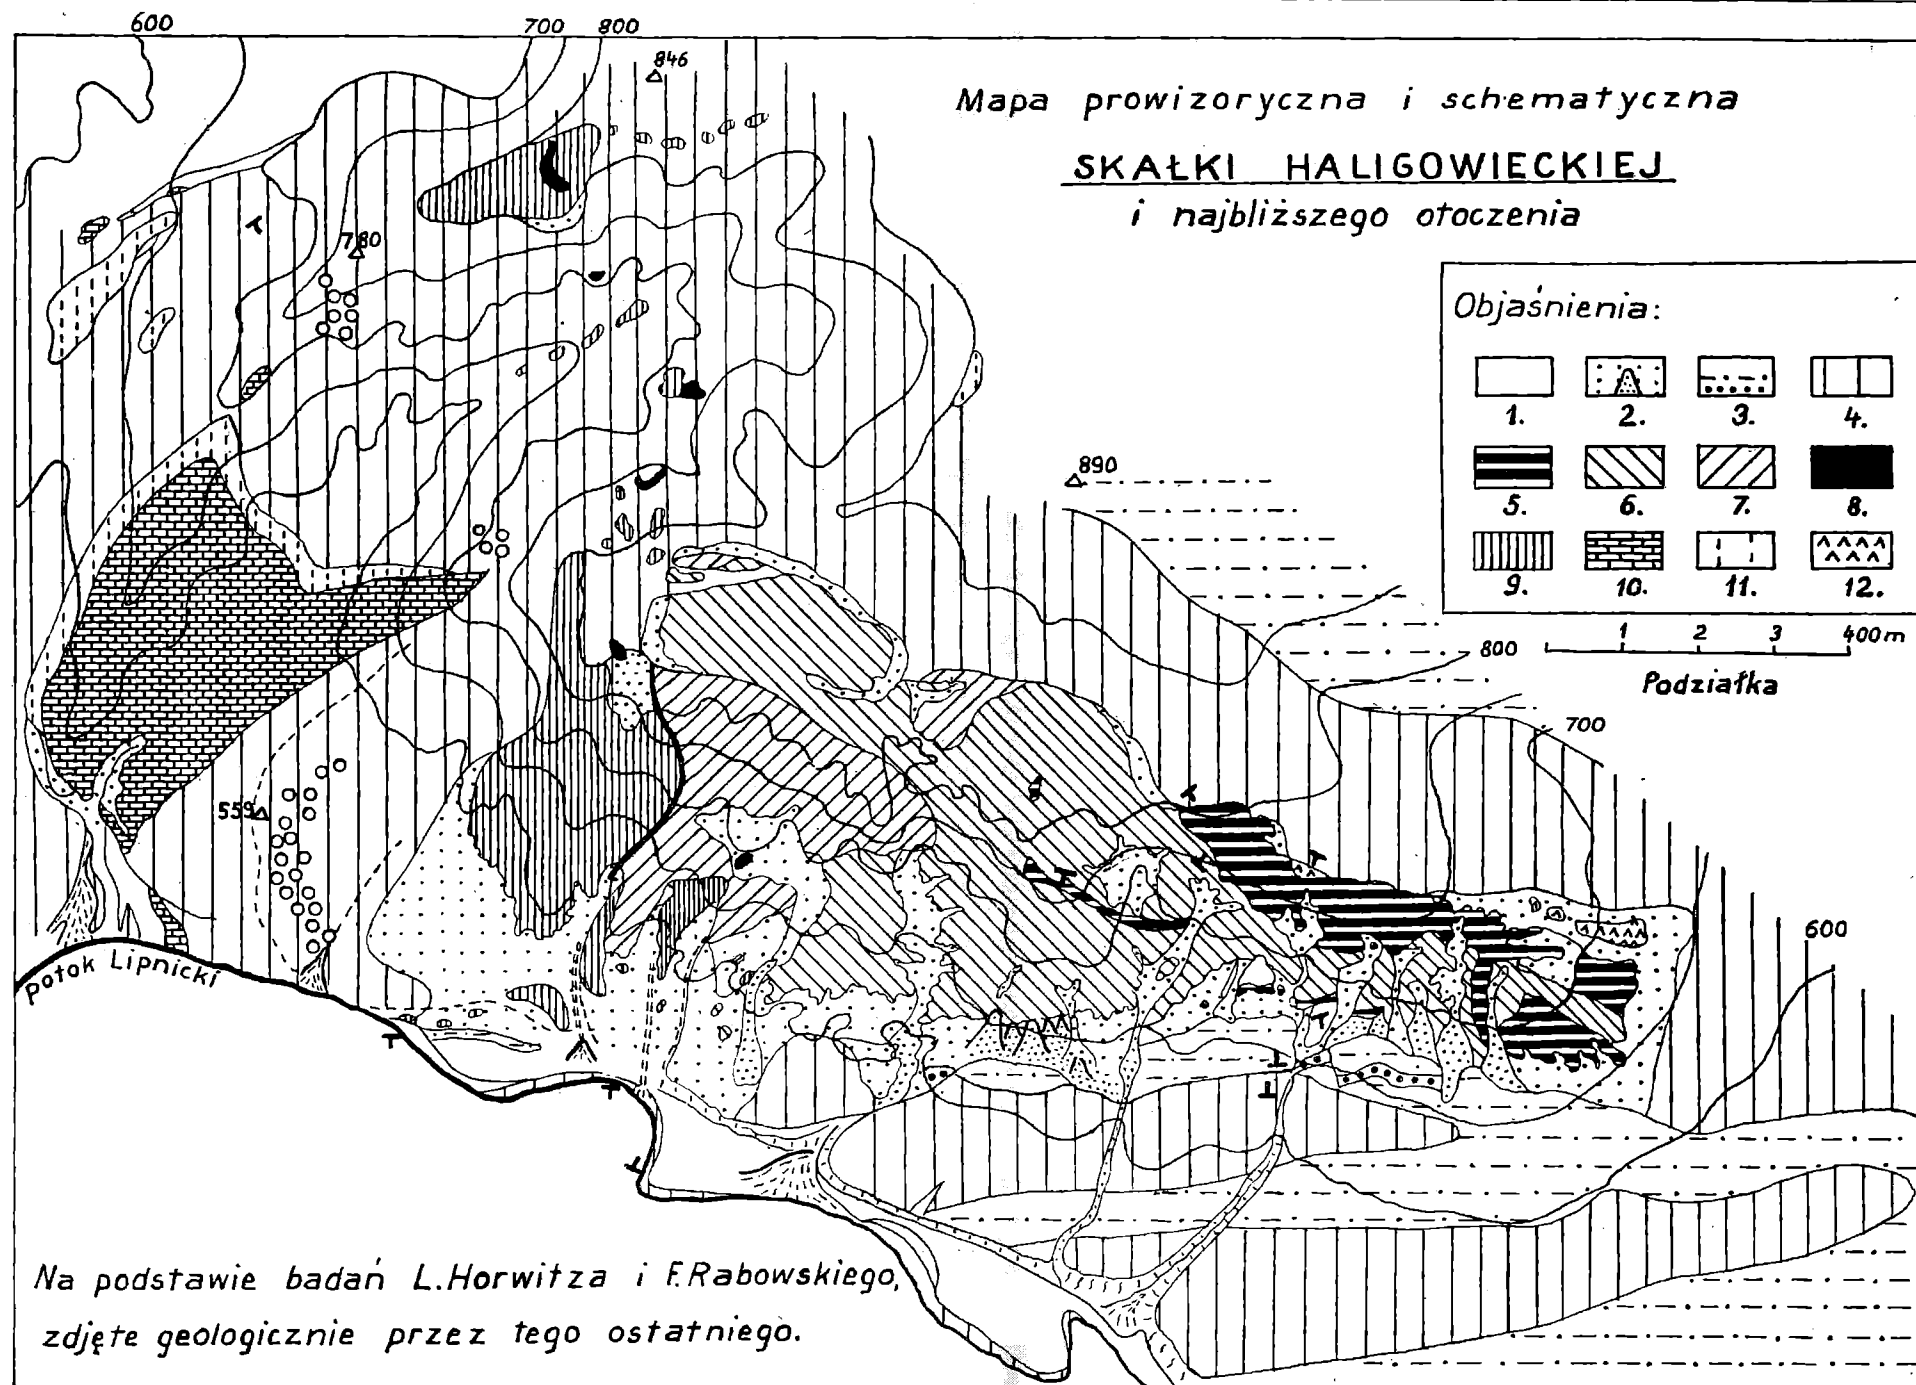 600 700 800
846
Mapa prowizoryczna i schematyczna
SKAŁKI HALIGOWIECKIEJ
i najbliższego otoczenia
780
Objaśnienia:
1. 2. 3. 4.
5. 6. 7. 8.
9. 10. 11. 12.
890
1 2 3 400m
Podziałka
800
700
559
600
potok Lipnicki
Na podstawie badań L.Horwitza i F.Rabowskiego,
zdjęte geologicznie przez tego ostatniego.